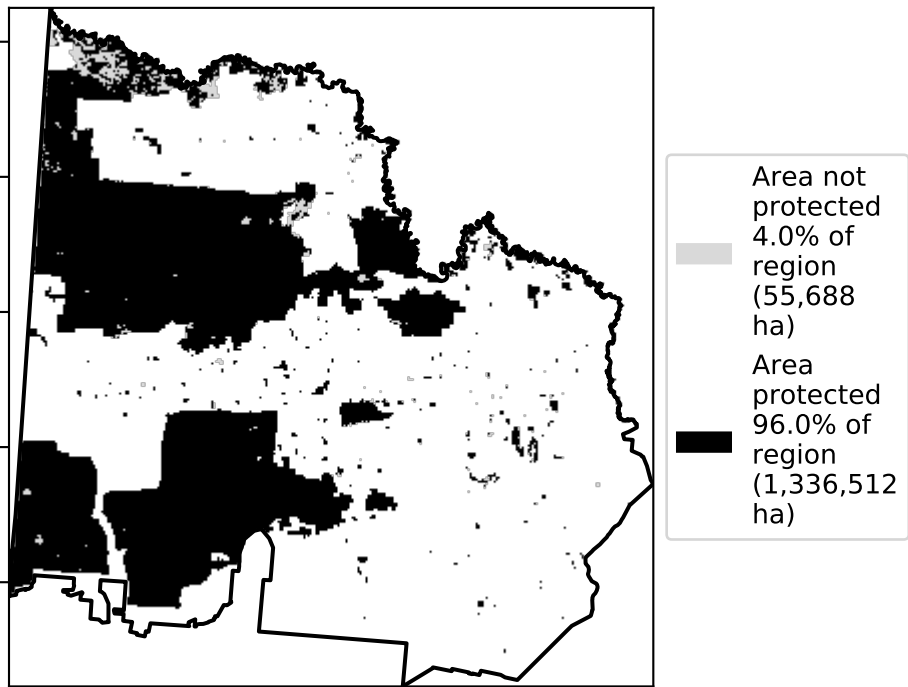 Area not
protected
4.0% of
region
(55,688
ha)
Area
protected
96.0% of
region
(1,336,512
ha)